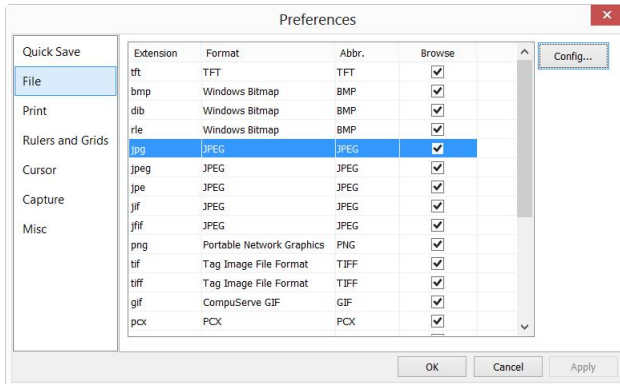 Preferences
Quick Save
File
Print
Rulers and Grids
Cursor
Capture
Misc
Extension Format Abbr. Browse
tft TFT TFT
bmp Windows Bitmap BMP
dib Windows Bitmap BMP
rle Windows Bitmap BMP
jpg JPEG JPEG
jpeg JPEG JPEG
jpe JPEG JPEG
jif JPEG JPEG
jfif JPEG JPEG
png Portable Network Graphics PNG
tif Tag Image File Format TIFF
tiff Tag Image File Format TIFF
gif CompuServe GIF GIF
pcx PCX PCX
Config...
OK Cancel Apply